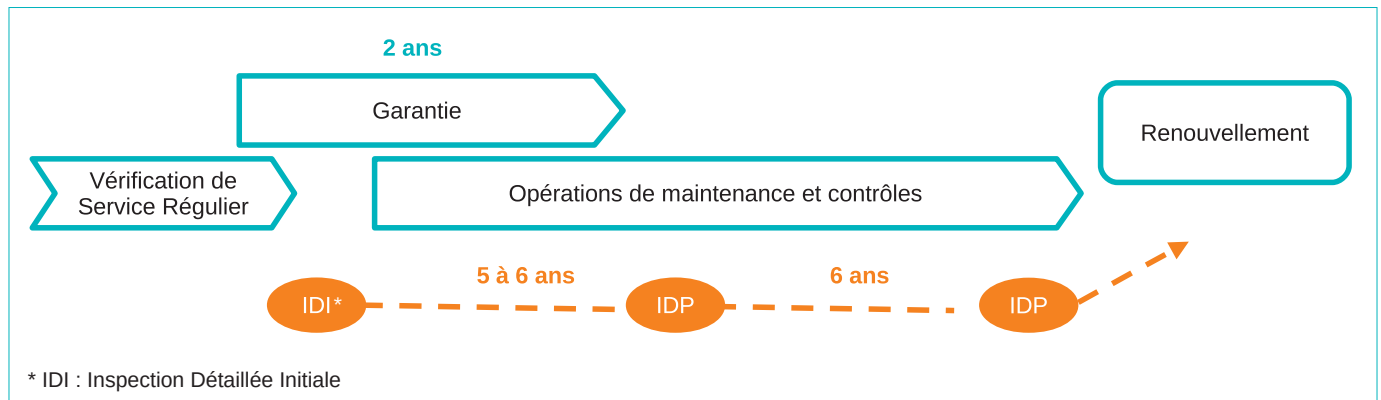 2 ans
Garantie
Renouvellement
Vérification de
Service Régulier
Opérations de maintenance et contrôles
5 à 6 ans
6 ans
IDI*
IDP
IDP
* IDI : Inspection Détaillée Initiale